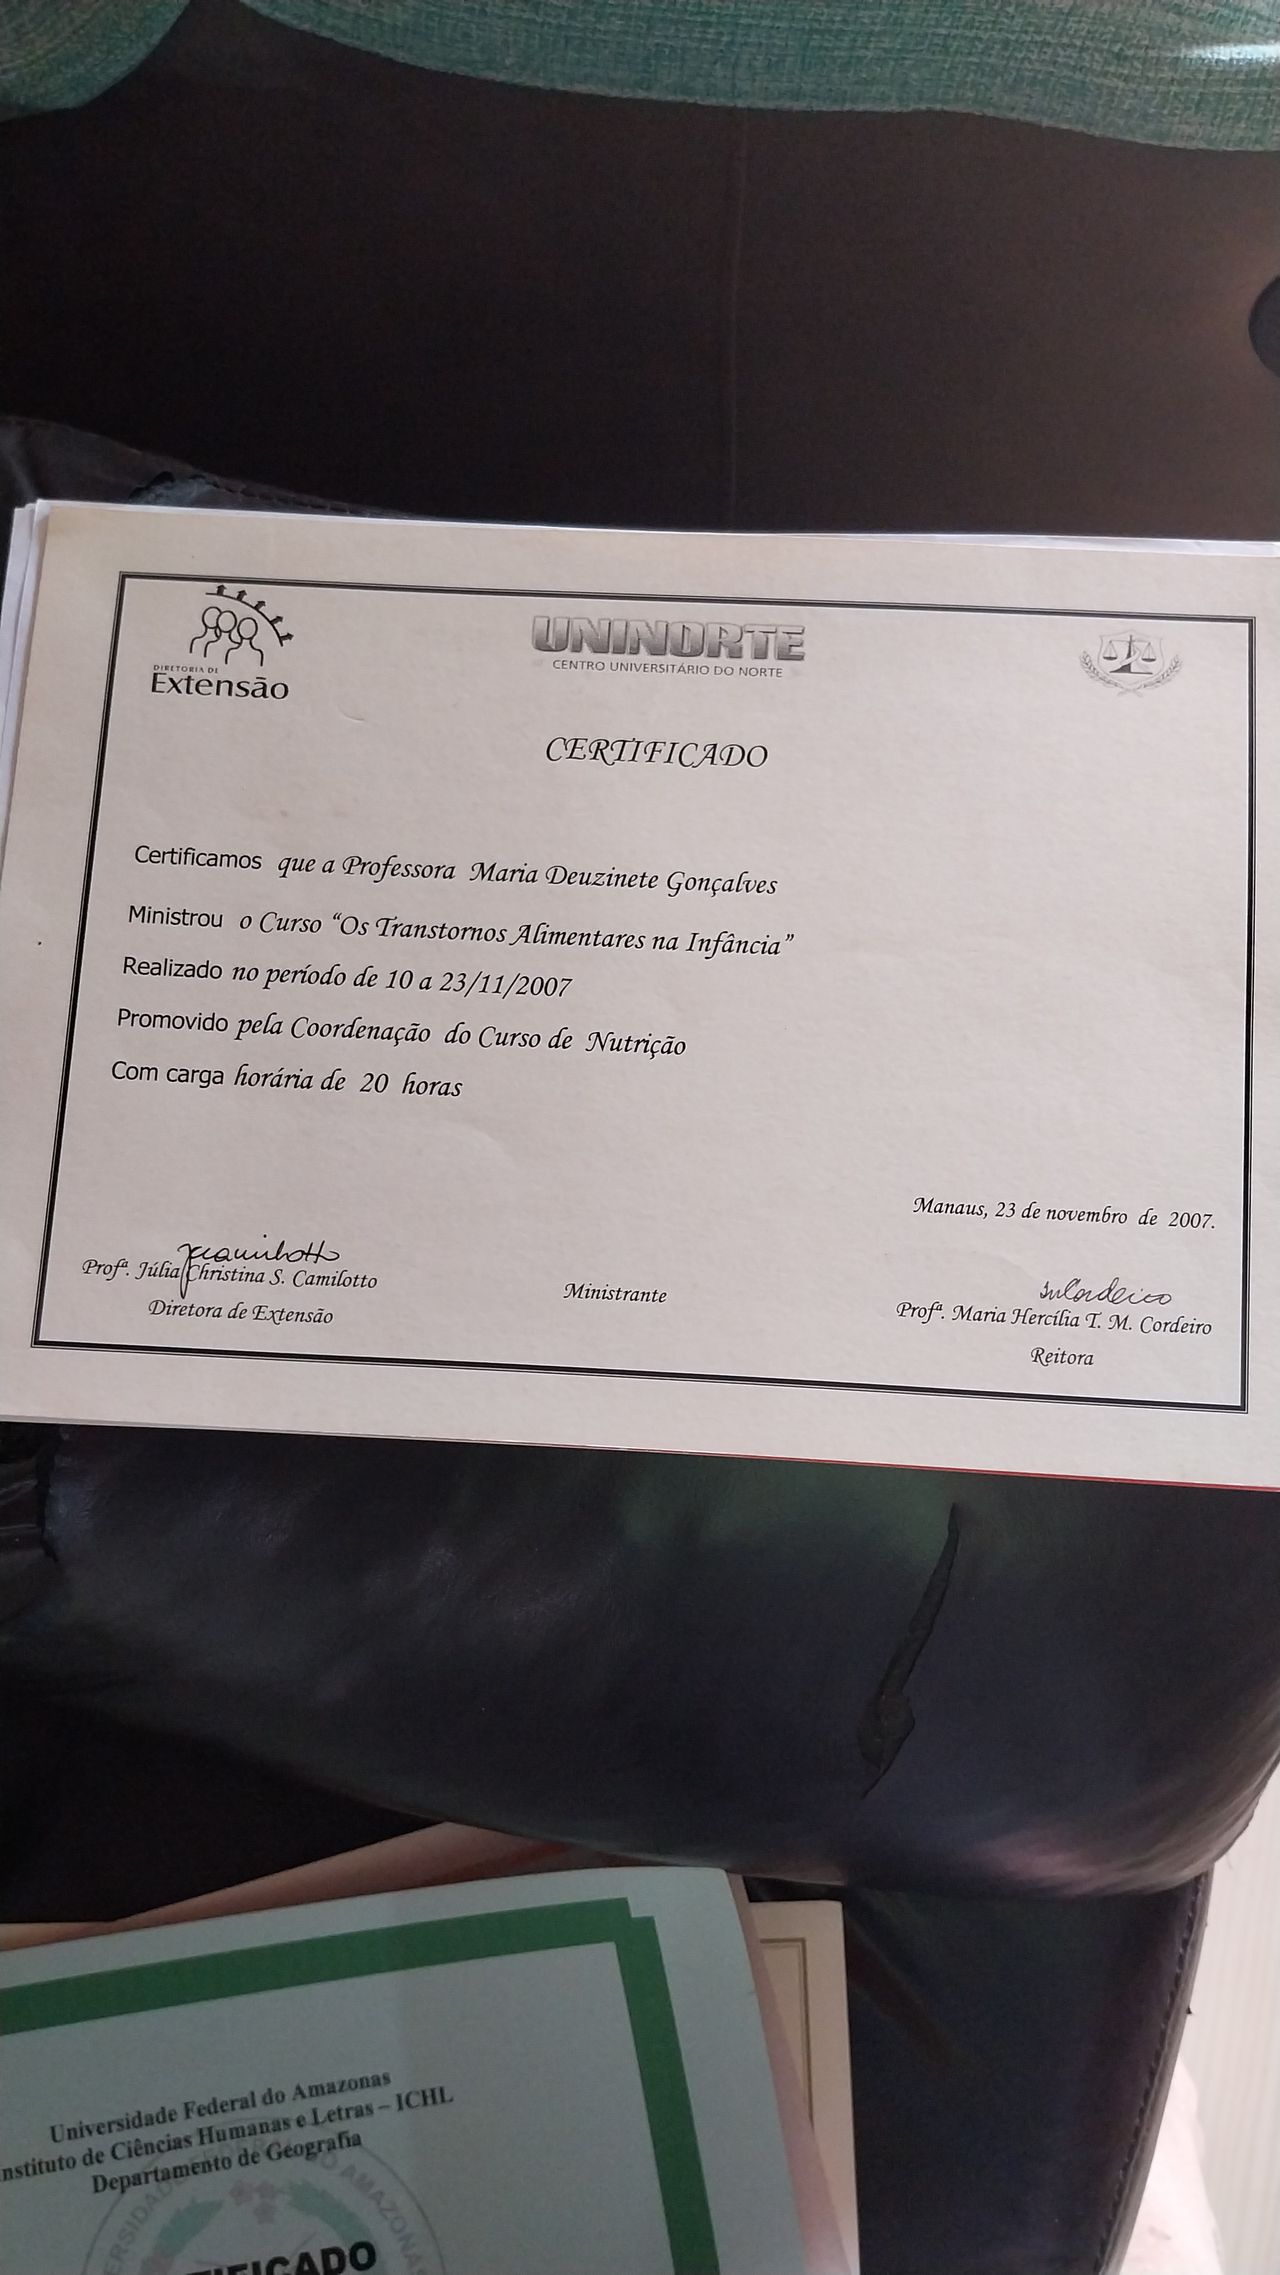 DIRETORIA DE
Extensão
UNINORTE
CENTRO UNIVERSITÁRIO DO NORTE
CERTIFICADO
Certificamos que a Professora Maria Deuzinete Gonçalves
Ministrou o Curso “Os Transtornos Alimentares na Infância”
Realizado no período de 10 a 23/11/2007
Promovido pela Coordenação do Curso de Nutrição
Com carga horária de 20 horas
Manaus, 23 de novembro de 2007.
Profª. Júlia Christina S. Camilotto
Diretora de Extensão
Ministrante
Profª. Maria Hercília T. M. Cordeiro
Reitora
Universidade Federal do Amazonas
nstituto de Ciências Humanas e Letras – ICHL
Departamento de Geografia
TIFICADO